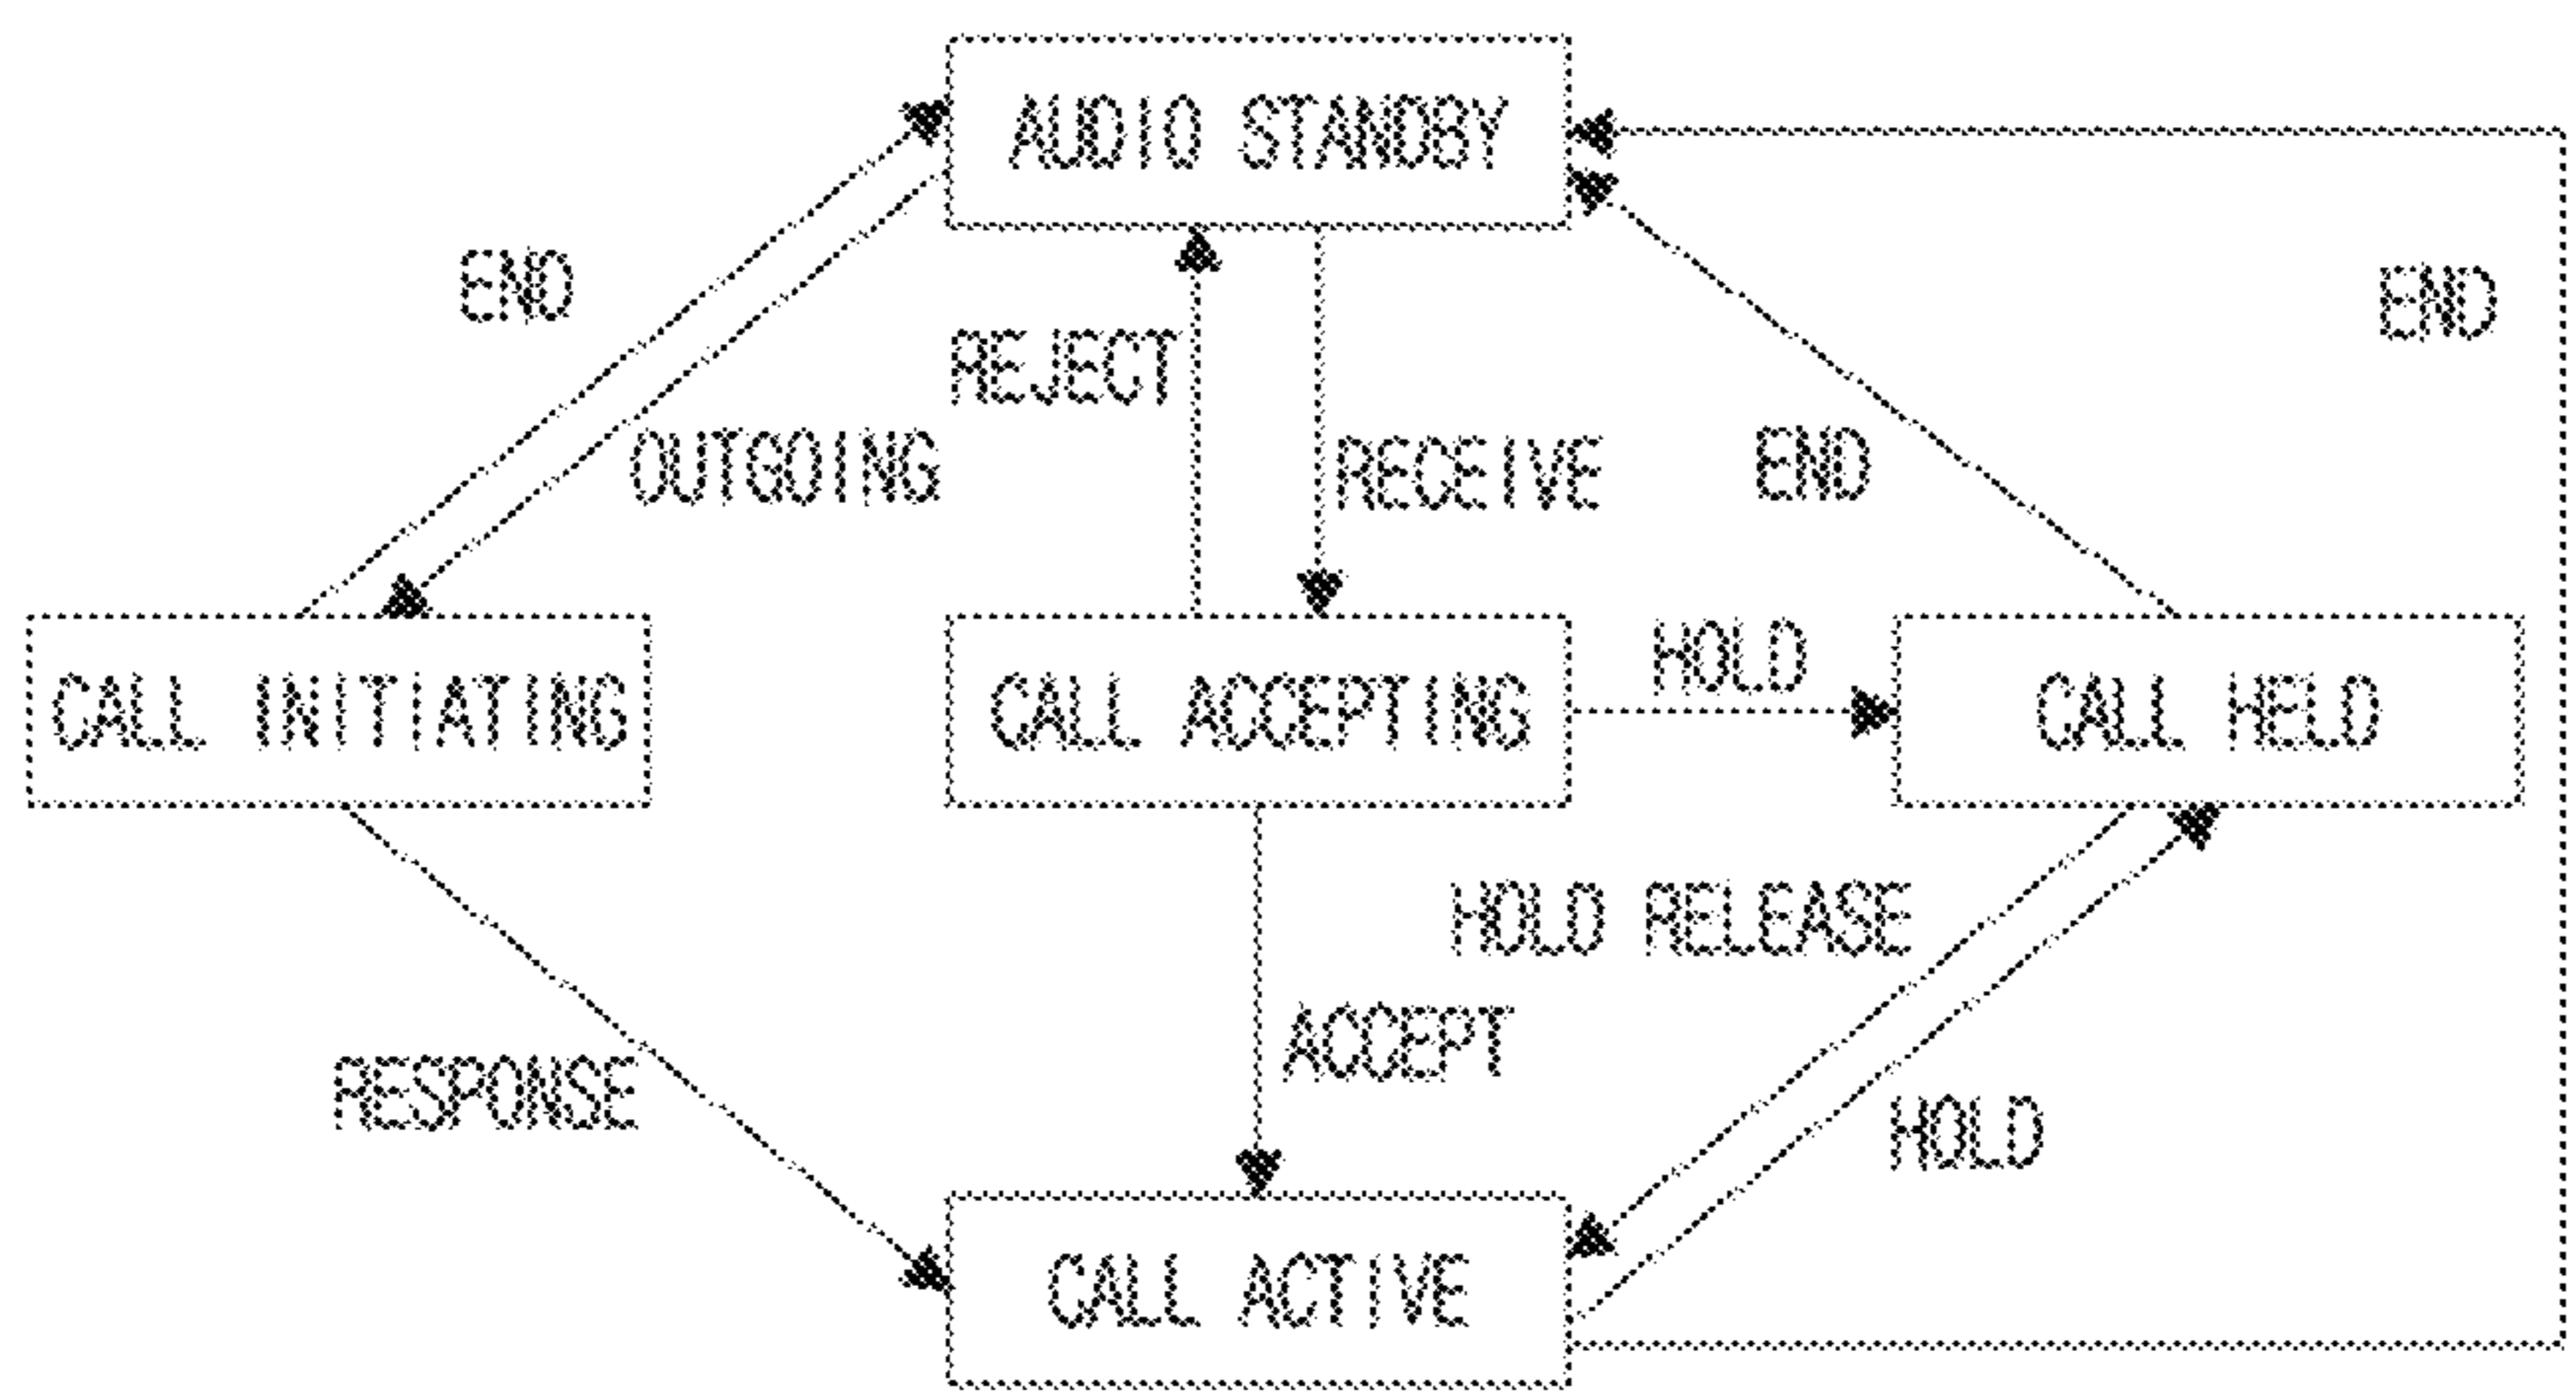 AUDIO STANDBY
END
END
REJECT
OUTGOING
RECEIVE
END
HOLD
CALL INITIATING
CALL ACCEPTING
CALL HELD
HOLD RELEASE
ACCEPT
RESPONSE
HOLD
CALL ACTIVE